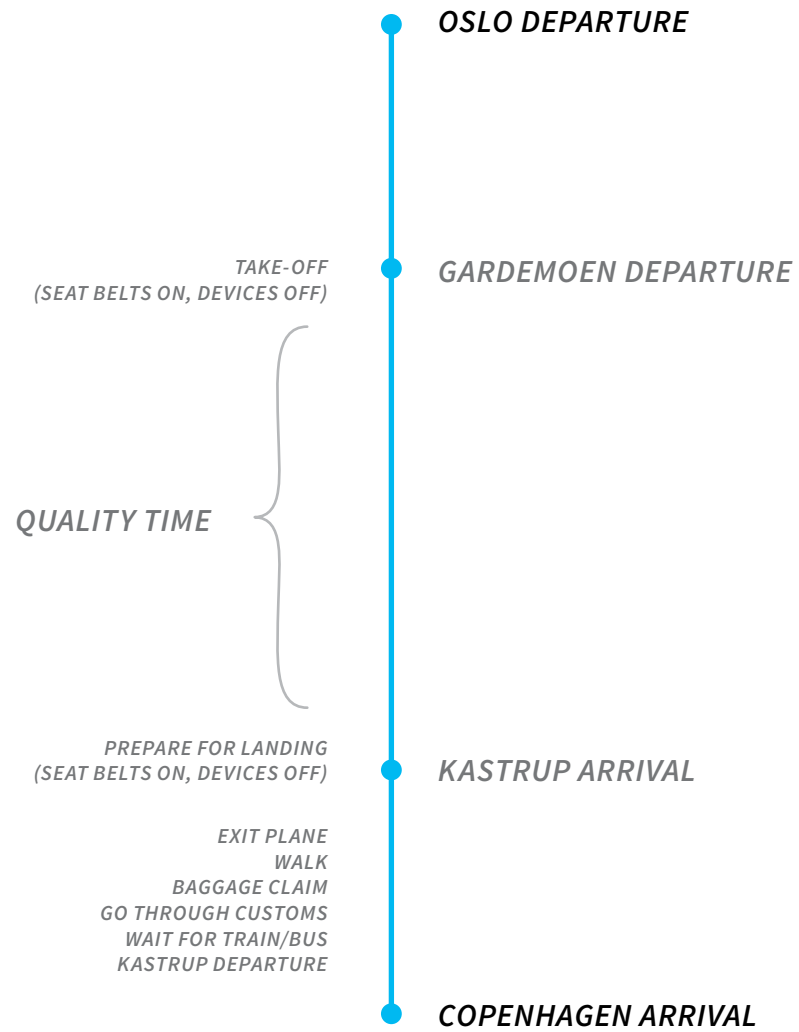 OSLO DEPARTURE
TAKE-OFF
(SEAT BELTS ON, DEVICES OFF)
GARDEMOEN DEPARTURE
QUALITY TIME
PREPARE FOR LANDING
(SEAT BELTS ON, DEVICES OFF)
KASTRUP ARRIVAL
EXIT PLANE
WALK
BAGGAGE CLAIM
GO THROUGH CUSTOMS
WAIT FOR TRAIN/BUS
KASTRUP DEPARTURE
COPENHAGEN ARRIVAL